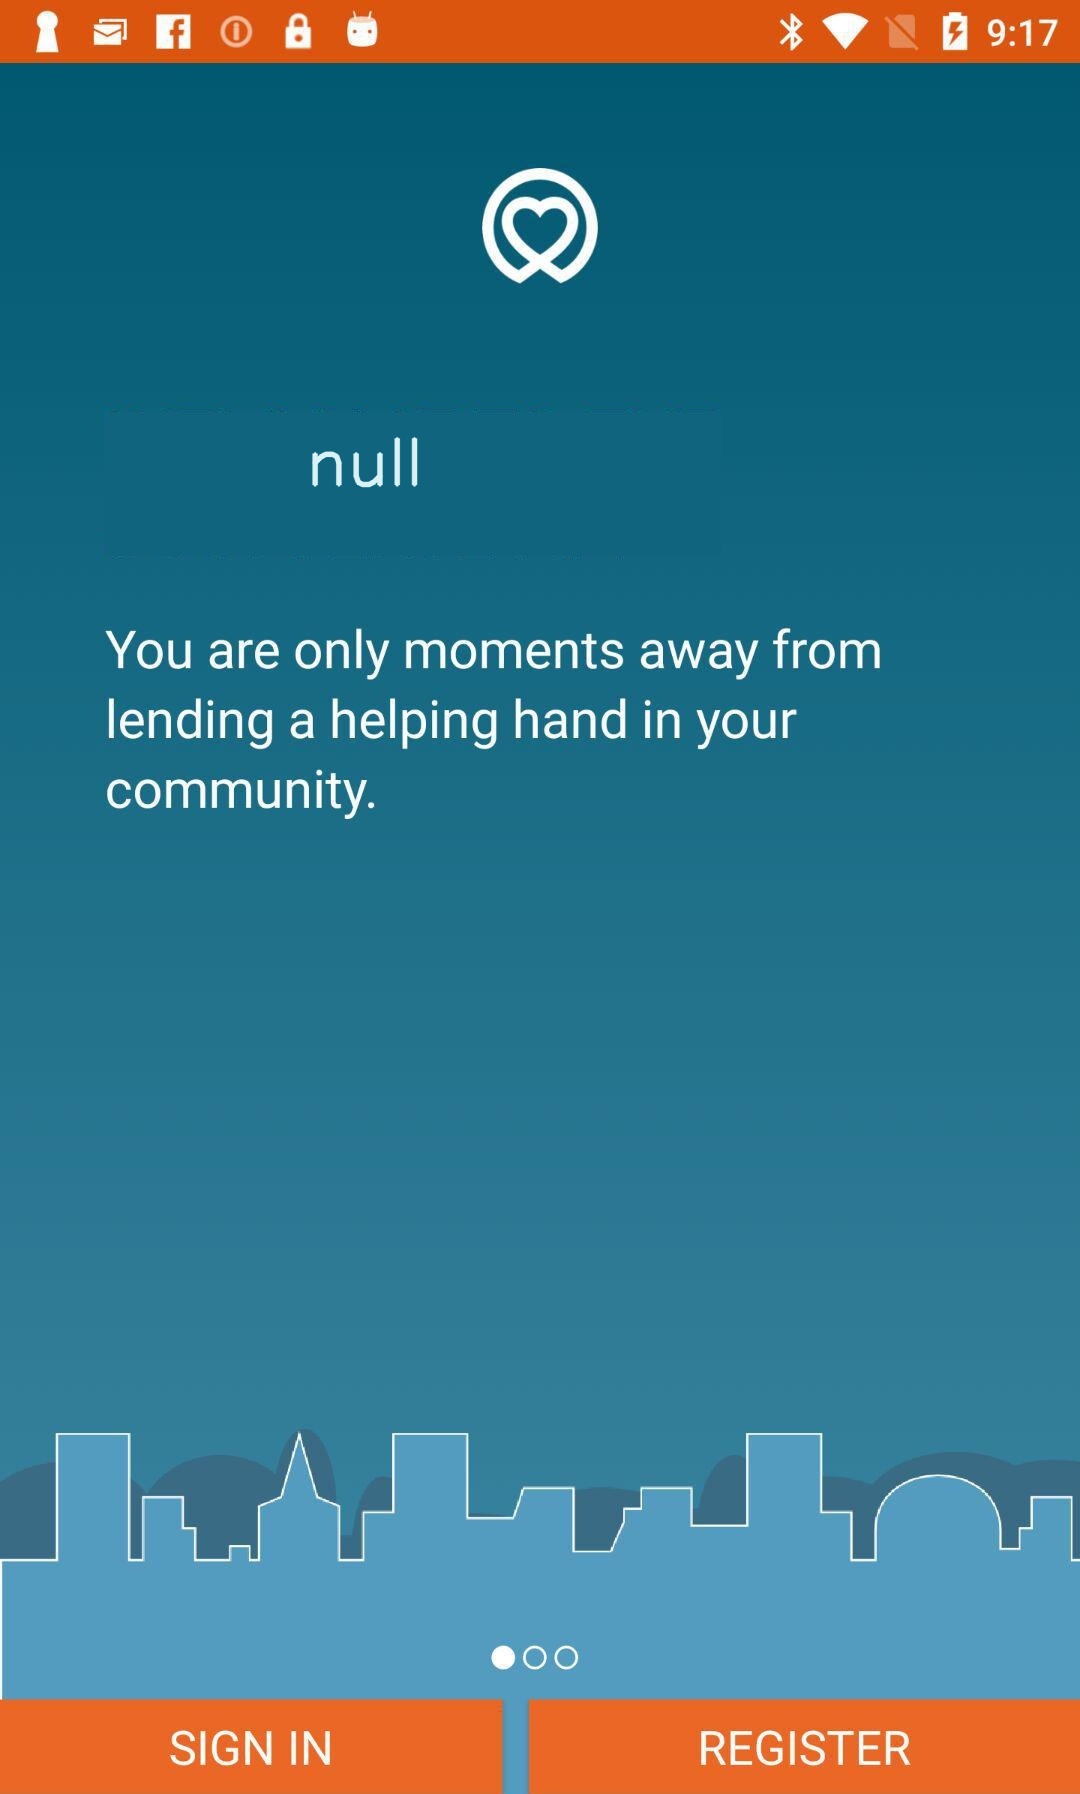 9:17
null
You are only moments away from
lending a helping hand in your
community.
SIGN IN
REGISTER